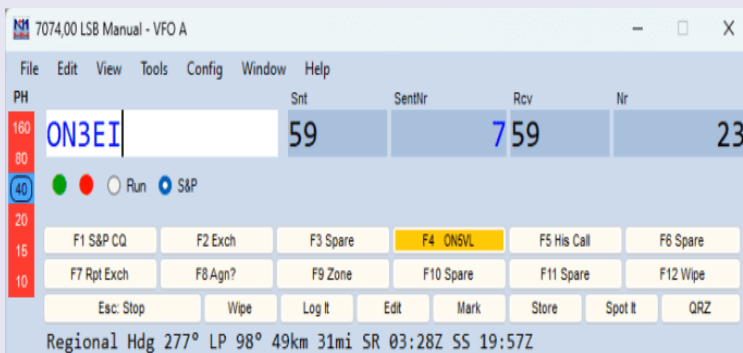 7074,00 LSB Manual - VFO A
File Edit View Tools Config Window Help
PH Snt SentNr Rcv Nr
160 ON3EI 59 7 59 23
80
40 Run S&P
20
15 F1 S&P CQ F2 Exch F3 Spare F4 ON5VL F5 His Call F6 Spare
10 F7 Rpt Exch F8 Agn? F9 Zone F10 Spare F11 Spare F12 Wipe
Esc: Stop Wipe Log It Edit Mark Store Spot It QRZ
Regional Hdg 277° LP 98° 49km 31mi SR 03:28Z SS 19:57Z